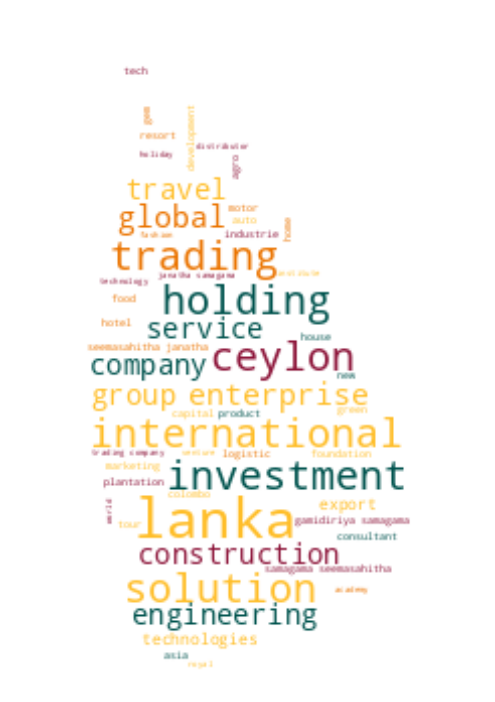 tech
gem
development
resort
distributor
holiday
agro
travel
global
motor
auto
home
fashion
industrie
trading
janatha samagama
estate
technology
food
holding
hotel
service
house
seemasahitha janatha
company
ceylon
new
group
enterprise
capital
product
green
international
trading company
venture
logistic
foundation
marketing
investment
plantation
colombo
world
lanka
export
tour
gamidiriya samagama
consultant
construction
samagama seemasahitha
solution
academy
engineering
technologies
asia
royal